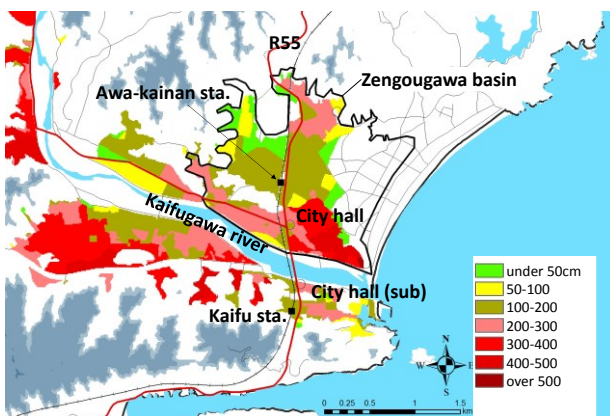 R55
Zengougawa basin
Awa-kainan sta.
City hall
Kaifugawa river
City hall (sub)
Kaifu sta.
under 50cm
50-100
100-200
200-300
300-400
400-500
over 500
N
W E
S
0 0.25 0.5 1 1.5
km